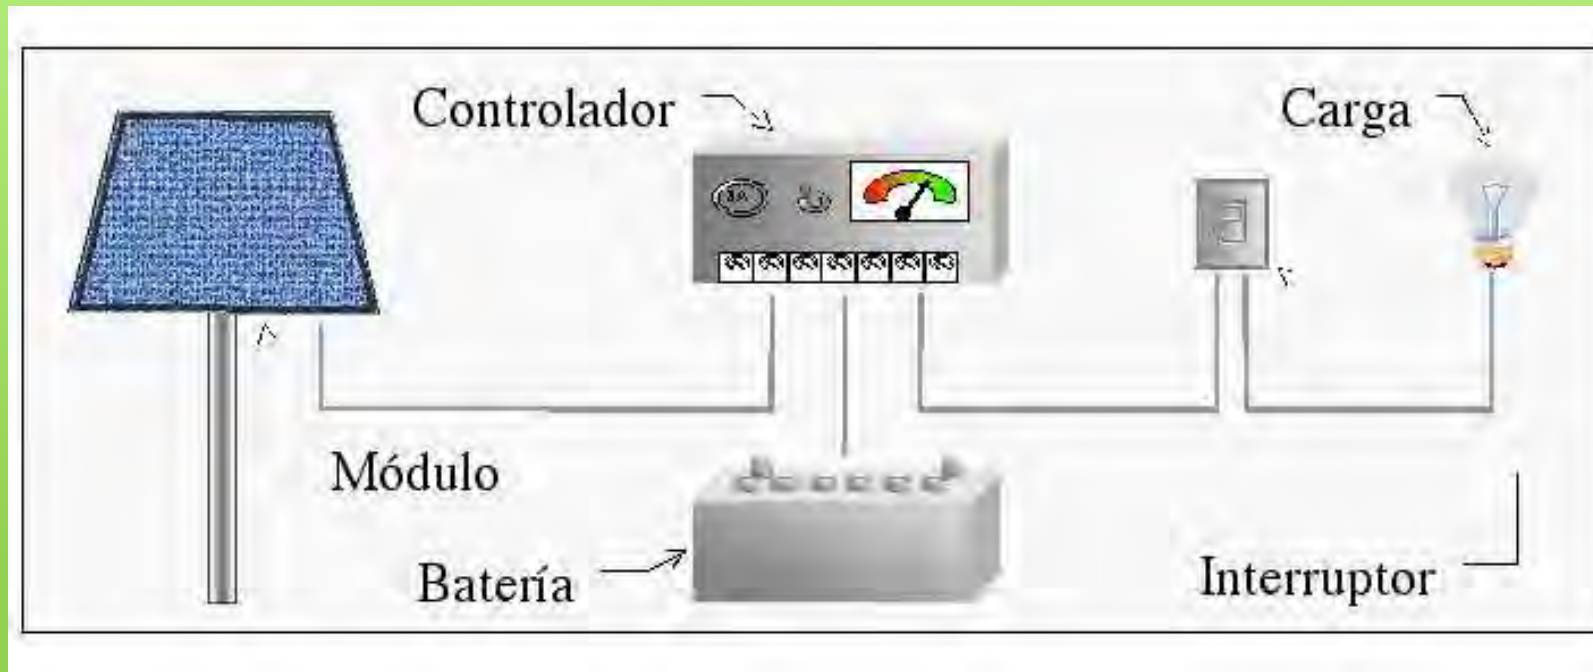 Controlador
Carga
Módulo
Batería
Interruptor